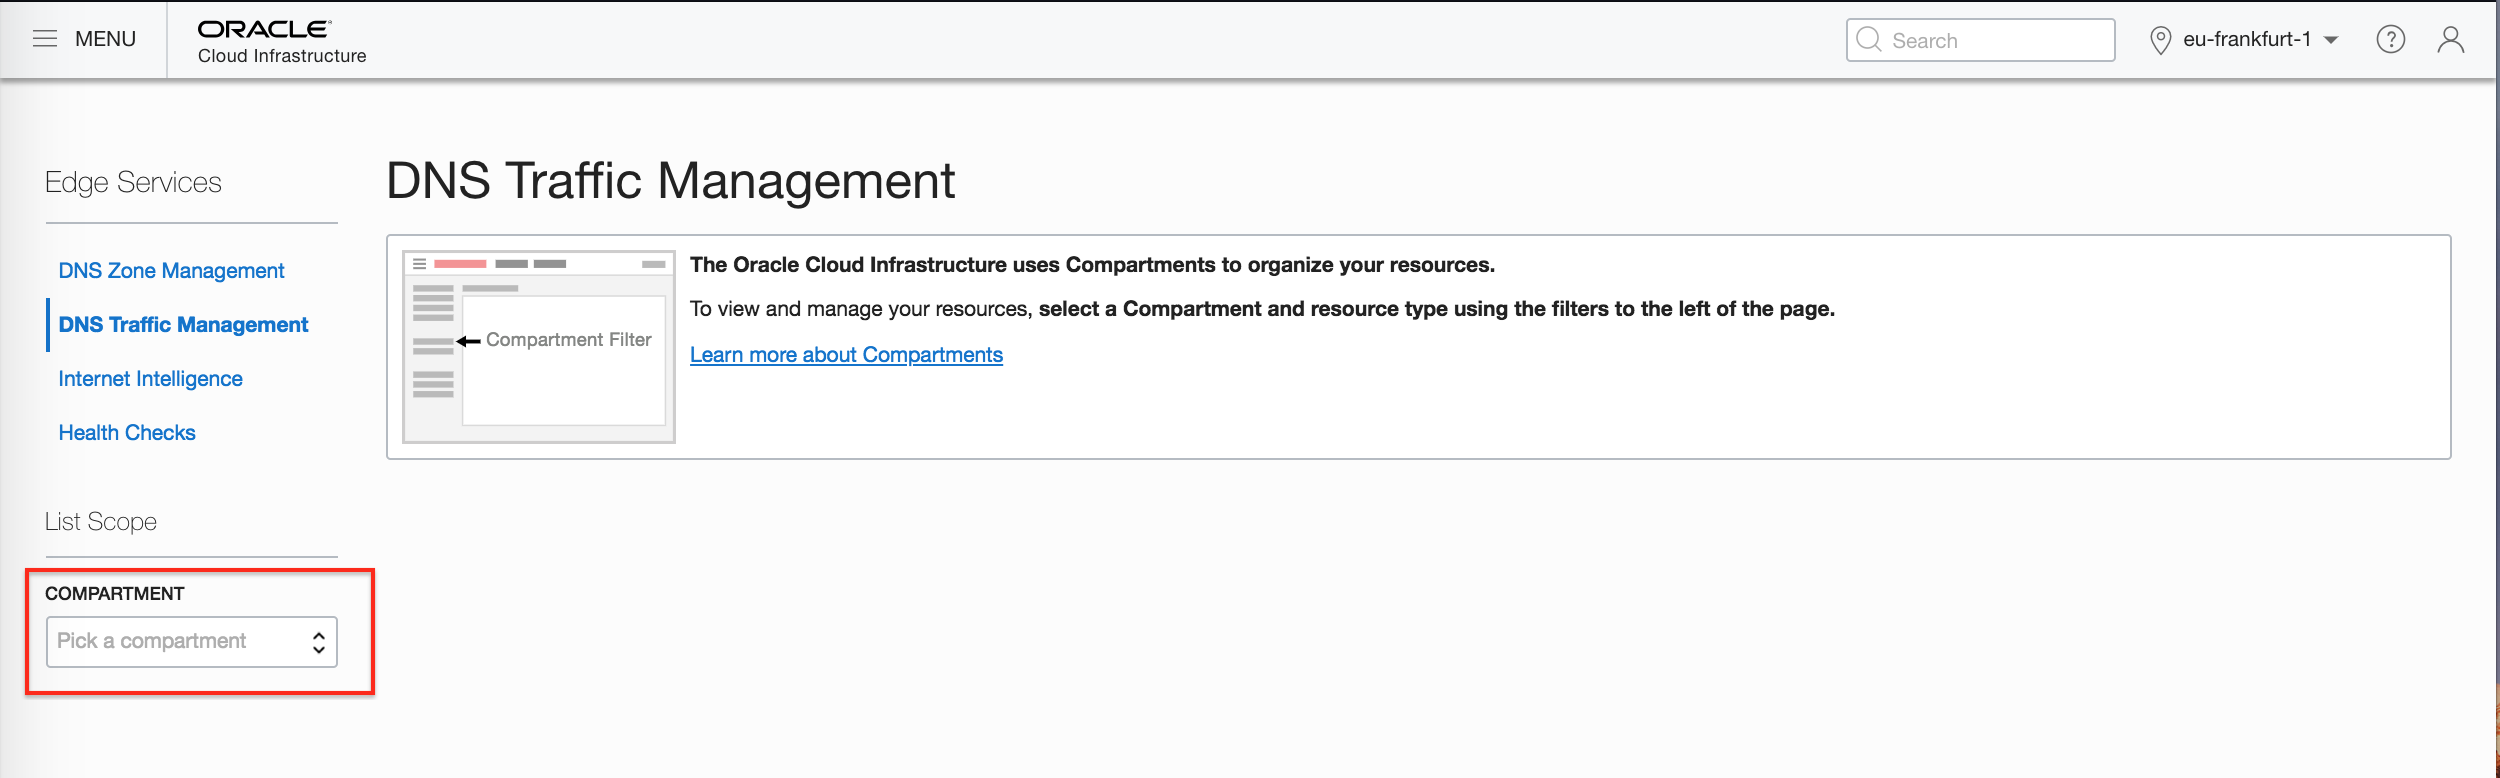 MENU
ORACLE
Cloud Infrastructure
Search
eu-frankfurt-1
?
Edge Services
DNS Zone Management
DNS Traffic Management
Internet Intelligence
Health Checks
List Scope
COMPARTMENT
Pick a compartment
DNS Traffic Management
Compartment Filter
The Oracle Cloud Infrastructure uses Compartments to organize your resources.
To view and manage your resources, select a Compartment and resource type using the filters to the left of the page.
Learn more about Compartments